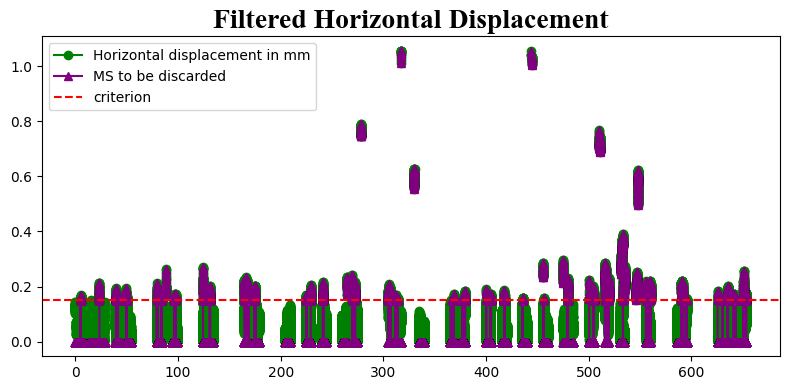 Filtered Horizontal Displacement
Horizontal displacement in mm
MS to be discarded
criterion
1.0
0.8
0.6
0.4
0.2
0.0
0 100 200 300 400 500 600